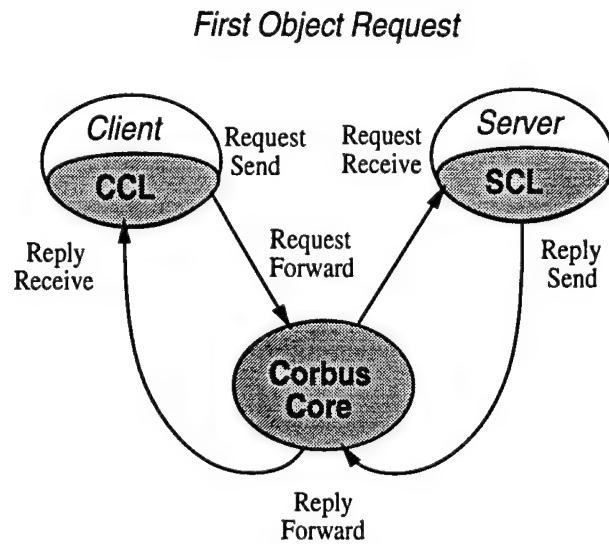 First Object Request
Client
CCL
Request
Send
Request
Receive
Server
SCL
Reply
Receive
Request
Forward
Reply
Send
Corbus
Core
Reply
Forward